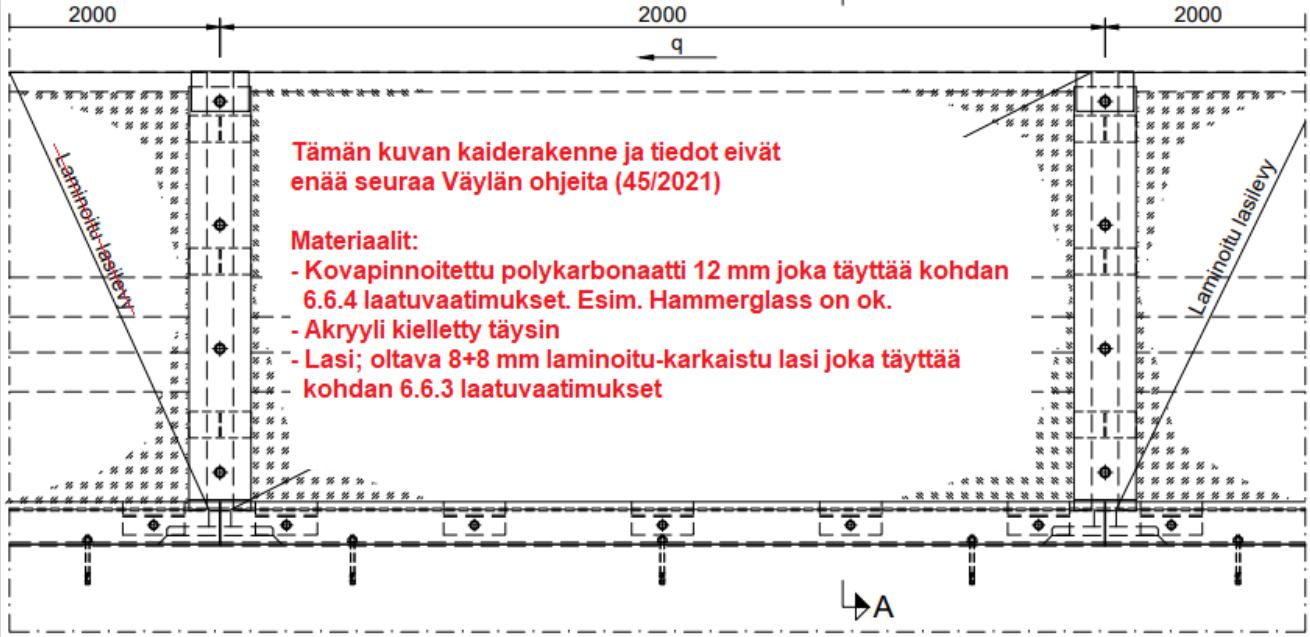 2000
2000
2000
q
Tämän kuvan kaiderakenne ja tiedot eivät
enää seuraa Väylän ohjeita (45/2021)
Laminoitu lasilevy
Laminoitu lasilevy
Materiaalit:
- Kovapinnoitettu polykarbonaatti 12 mm joka täyttää kohdan
6.6.4 laatuvaatimukset. Esim. Hammerglass on ok.
- Akryyli kielletty täysin
- Lasi; oltava 8+8 mm laminoitu-karkaistu lasi joka täyttää
kohdan 6.6.3 laatuvaatimukset
A